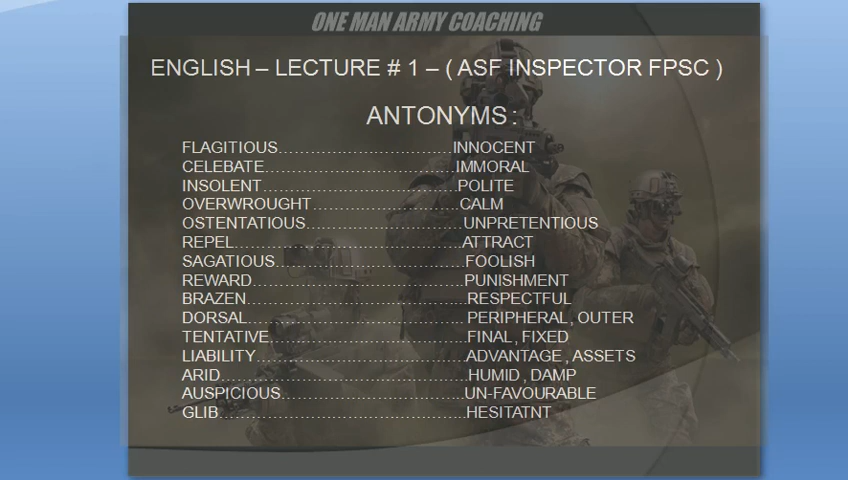 ONE MAN ARMY COACHING
ENGLISH – LECTURE # 1 – ( ASF INSPECTOR FPSC )
ANTONYMS :
FLAGITIOUS.......................................INNOCENT
CELEBATE..........................................IMMORAL
INSOLENT...........................................POLITE
OVERWROUGHT................................CALM
OSTENTATIOUS..................................UNPRETENTIOUS
REPEL..................................................ATTRACT
SAGATIOUS.........................................FOOLISH
REWARD..............................................PUNISHMENT
BRAZEN...............................................RESPECTFUL
DORSAL...............................................PERIPHERAL , OUTER
TENTATIVE..........................................FINAL, FIXED
LIABILITY.............................................ADVANTAGE , ASSETS
ARID.....................................................HUMID , DAMP
AUSPICIOUS........................................UN-FAVOURABLE
GLIB.....................................................HESITATNT